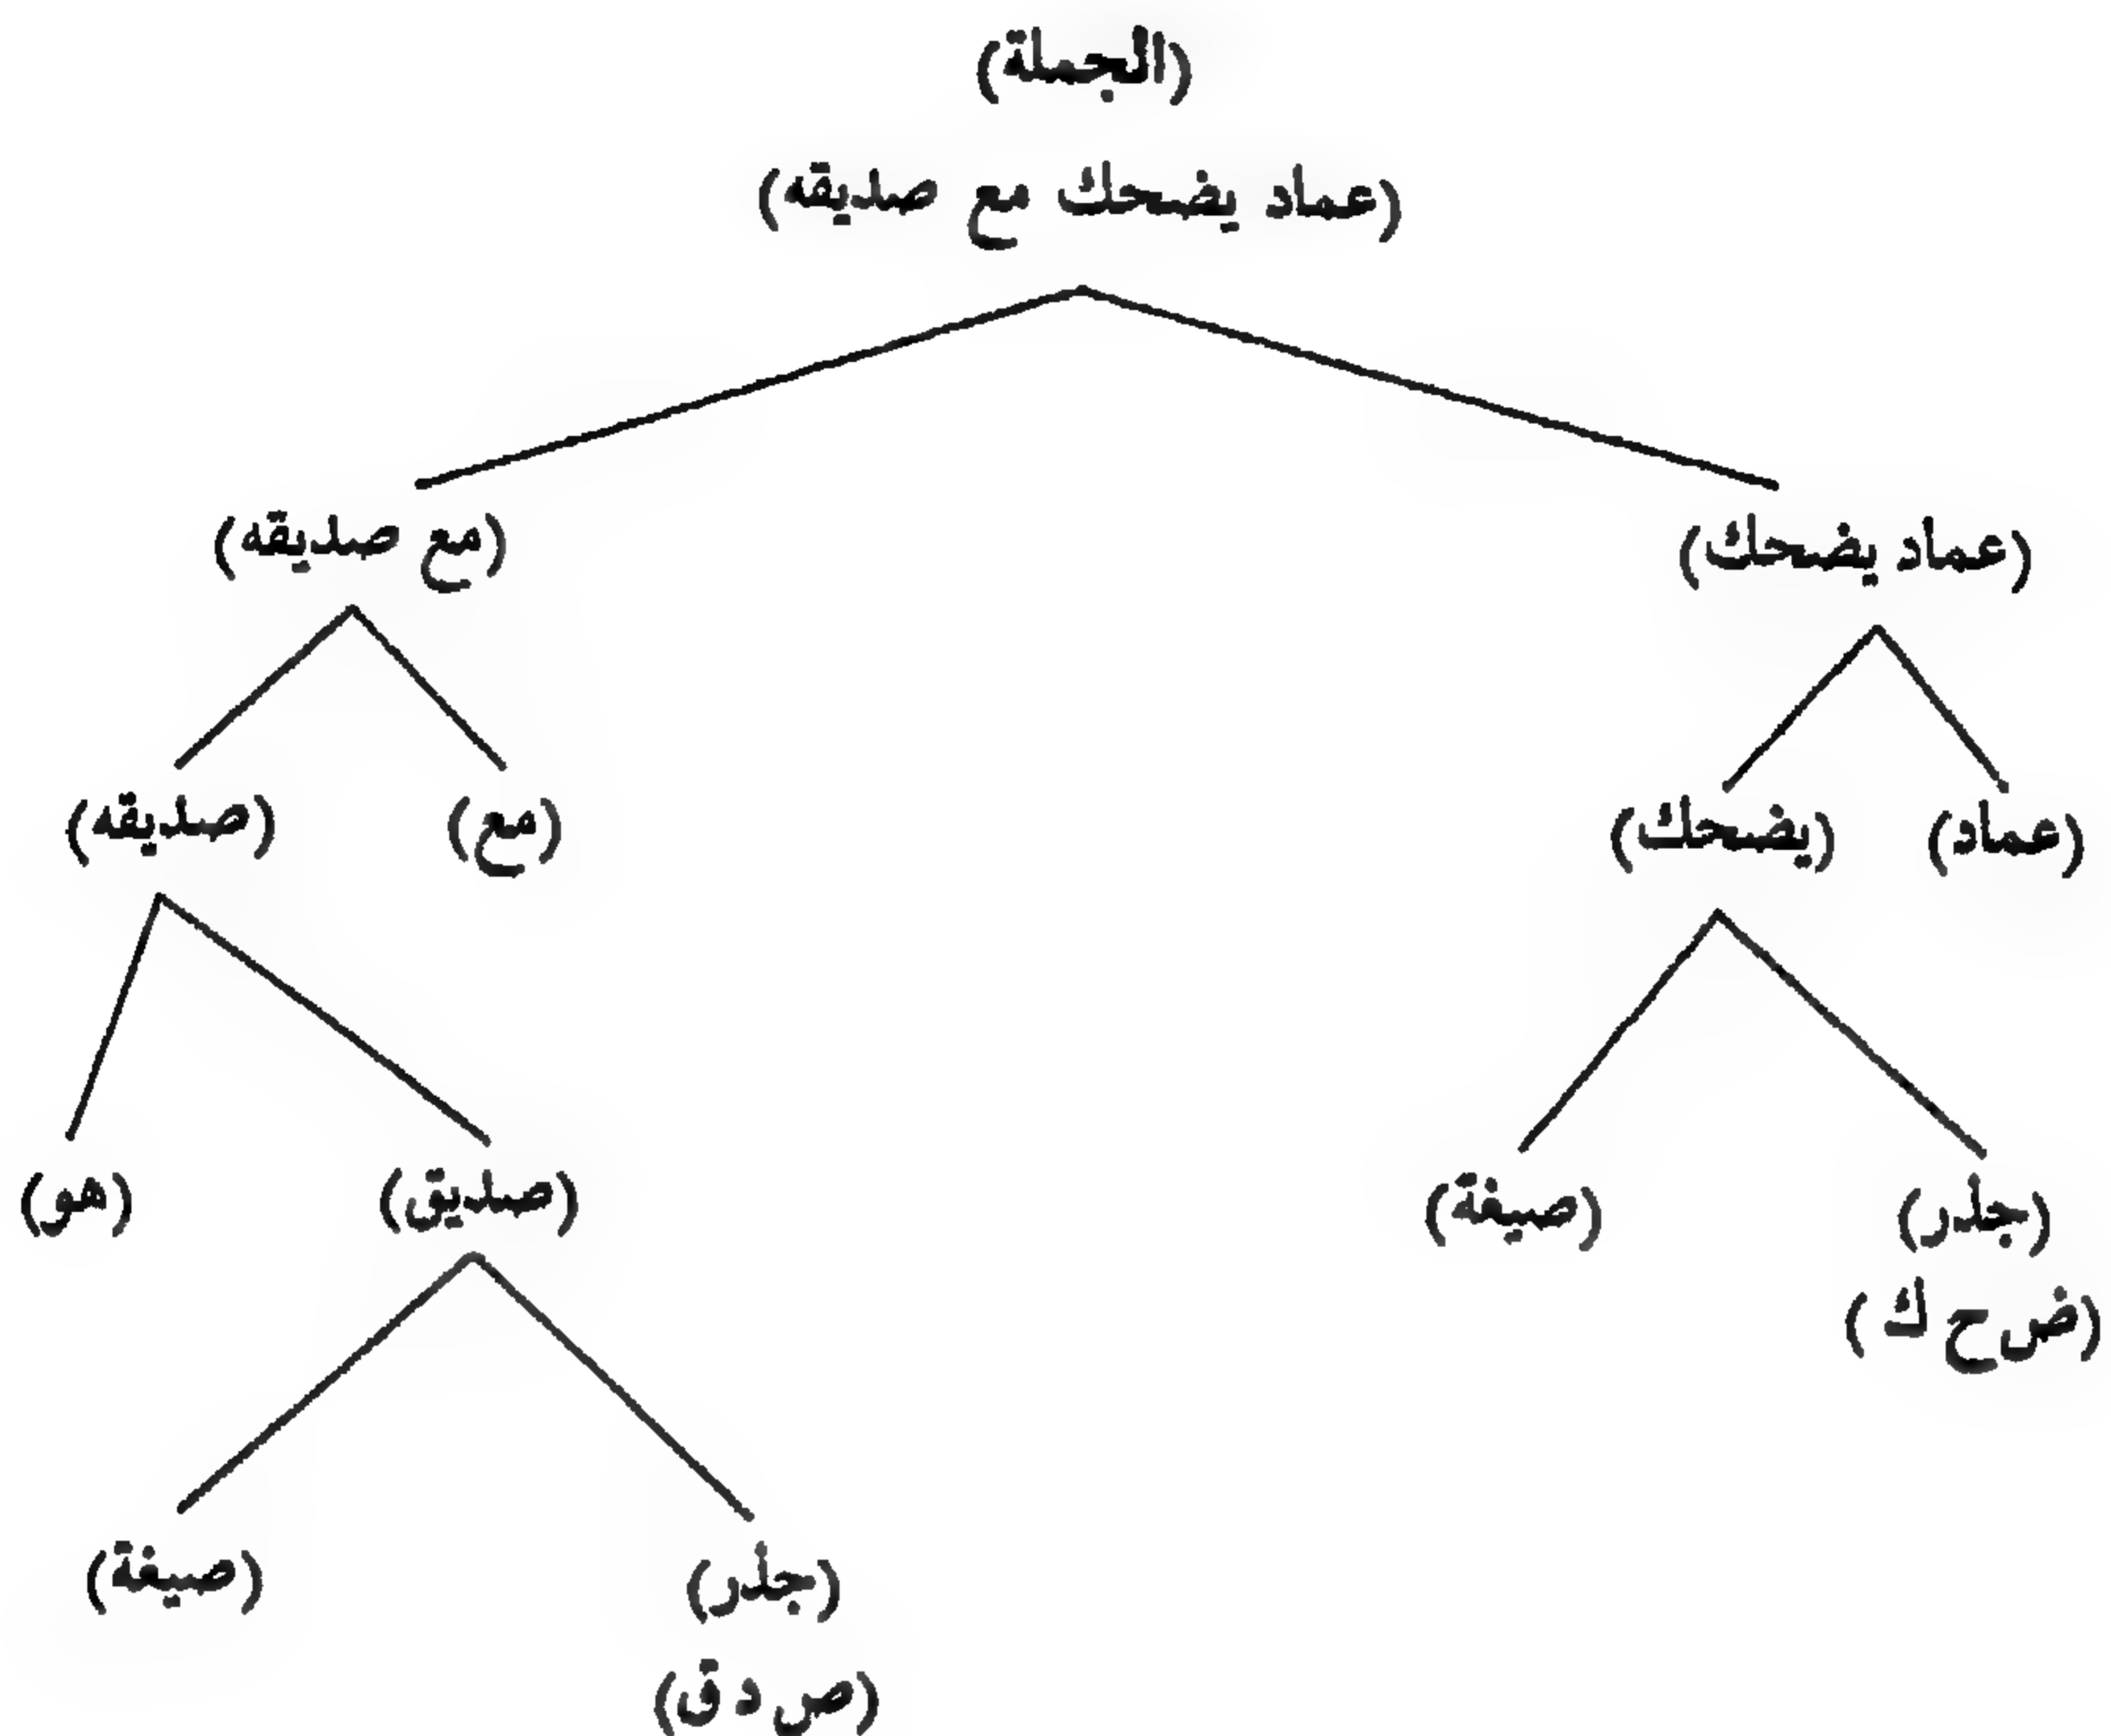 (الجملة)
(عماد يضحك مع صديقه)
(عماد يضحك) (مع صديقه)
(عماد) (يضحك) (مع) (صديقه)
(جذر) (صيغة) (صديق) (هو)
(ض ح ك)
(جذر) (صيغة)
(ص د ق)